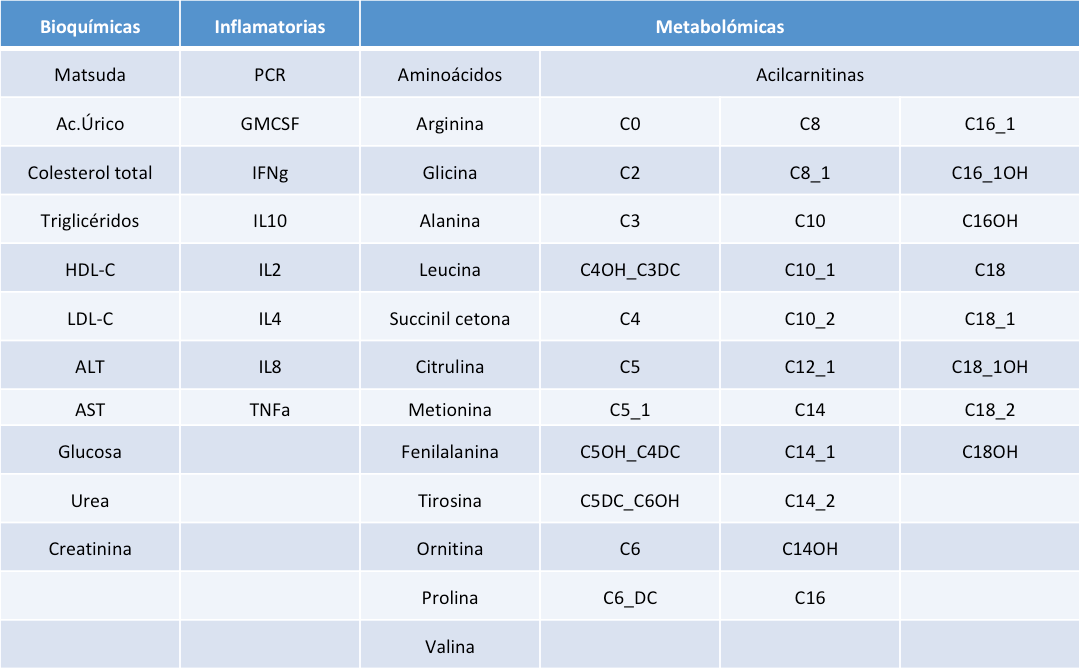 Bioquímicas Inflamatorias Metabolómicas
Matsuda PCR Aminoácidos Acilcarnitinas
Ac.Úrico GMCSF Arginina C0 C8 C16_1
Colesterol total IFNg Glicina C2 C8_1 C16_1OH
Triglicéridos IL10 Alanina C3 C10 C16OH
HDL-C IL2 Leucina C4OH_C3DC C10_1 C18
LDL-C IL4 Succinil cetona C4 C10_2 C18_1
ALT IL8 Citrulina C5 C12_1 C18_1OH
AST TNFa Metionina C5_1 C14 C18_2
Glucosa Fenilalanina C5OH_C4DC C14_1 C18OH
Urea Tirosina C5DC_C6OH C14_2
Creatinina Ornitina C6 C14OH
Prolina C6_DC C16
Valina